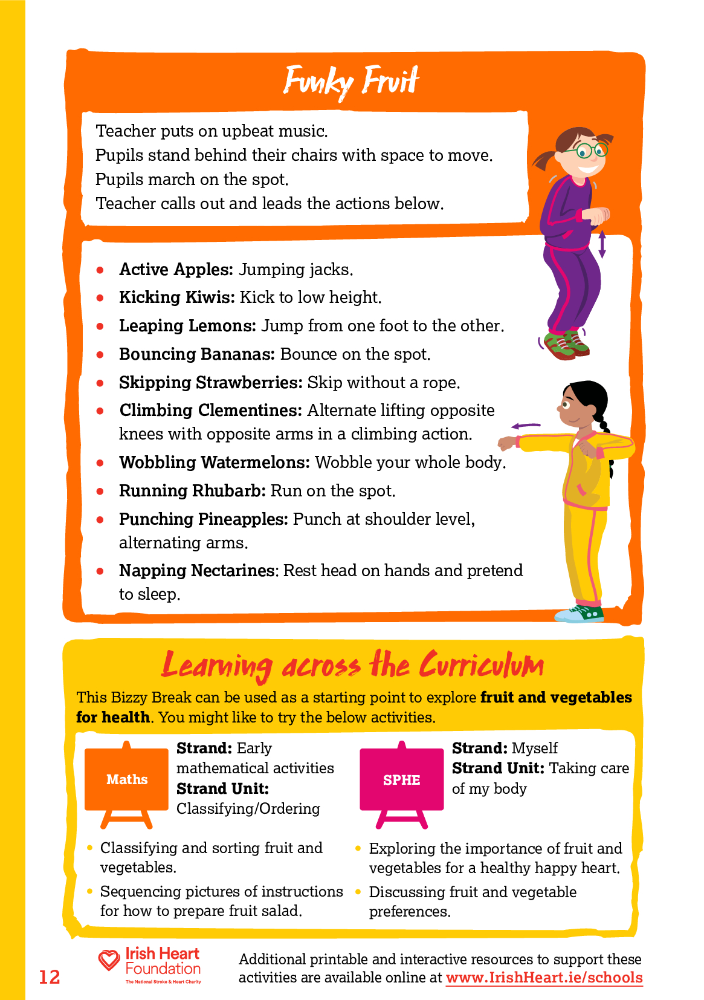 Funky Fruit
Teacher puts on upbeat music.
Pupils stand behind their chairs with space to move.
Pupils march on the spot.
Teacher calls out and leads the actions below.
• Active Apples: Jumping jacks.
• Kicking Kiwis: Kick to low height.
• Leaping Lemons: Jump from one foot to the other.
• Bouncing Bananas: Bounce on the spot.
• Skipping Strawberries: Skip without a rope.
• Climbing Clementines: Alternate lifting opposite
knees with opposite arms in a climbing action.
• Wobbling Watermelons: Wobble your whole body.
• Running Rhubarb: Run on the spot.
• Punching Pineapples: Punch at shoulder level,
alternating arms.
• Napping Nectarines: Rest head on hands and pretend
to sleep.
Learning across the Curriculum
This Bizzy Break can be used as a starting point to explore fruit and vegetables
for health. You might like to try the below activities.
Maths
Strand: Early
mathematical activities
Strand Unit:
Classifying/Ordering
• Classifying and sorting fruit and
vegetables.
• Sequencing pictures of instructions
for how to prepare fruit salad.
SPHE
Strand: Myself
Strand Unit: Taking care
of my body
• Exploring the importance of fruit and
vegetables for a healthy happy heart.
• Discussing fruit and vegetable
preferences.
12
Irish Heart
Foundation
The National Stroke & Heart Charity
Additional printable and interactive resources to support these
activities are available online at www.IrishHeart.ie/schools